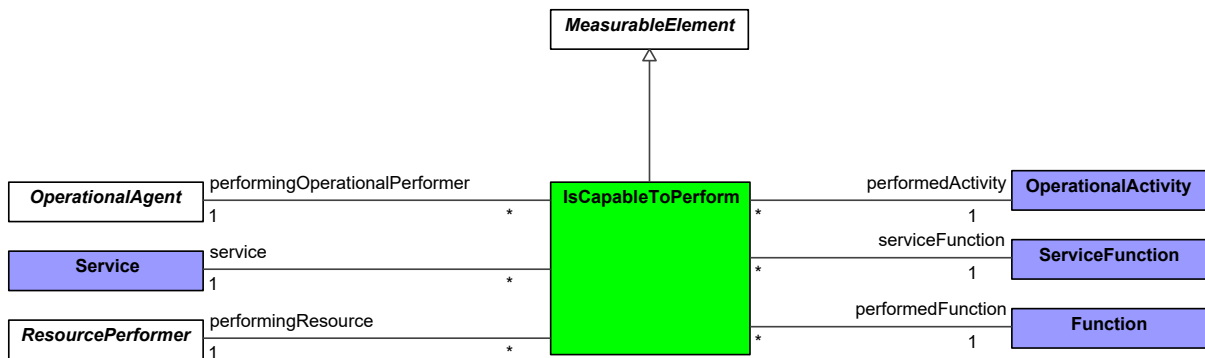 MeasurableElement
OperationalAgent
performingOperationalPerformer
1
*
IsCapableToPerform
performedActivity
*
1
OperationalActivity
Service
service
1
*
serviceFunction
*
1
ServiceFunction
ResourcePerformer
performingResource
1
*
performedFunction
*
1
Function